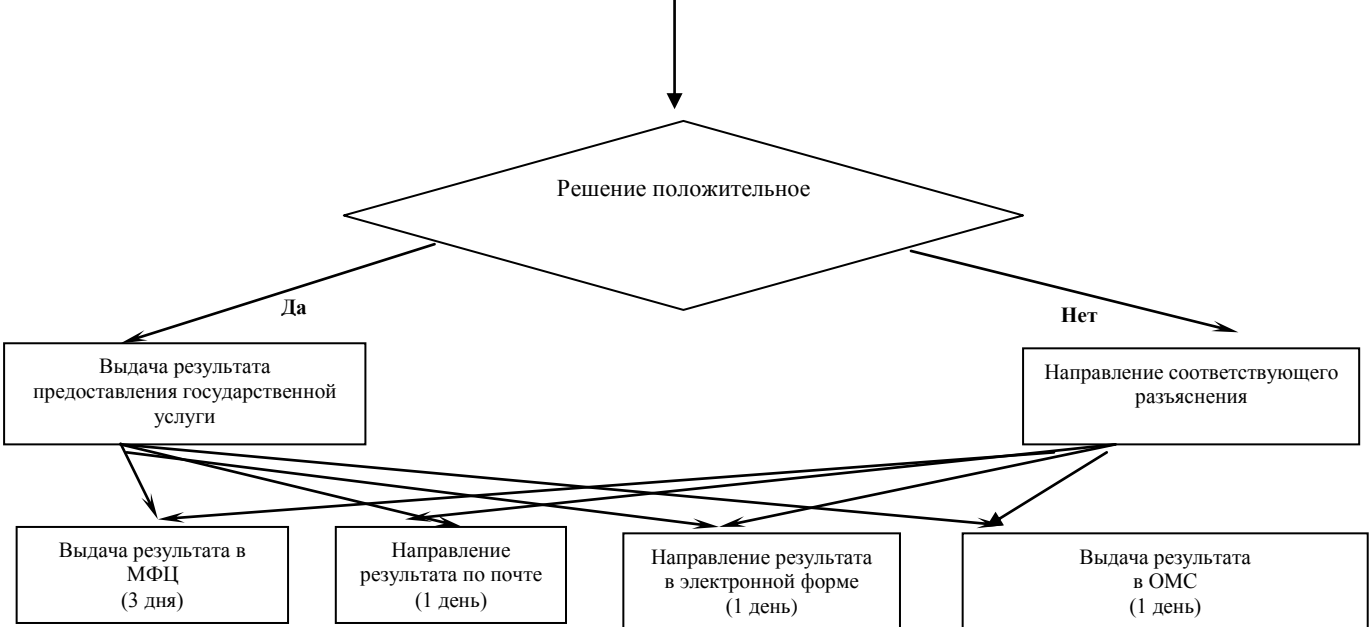 Решение положительное
Да
Нет
Выдача результата
предоставления государственной
услуги
Направление соответствующего
разъяснения
Выдача результата в
МФЦ
(3 дня)
Направление
результата по почте
(1 день)
Направление результата
в электронной форме
(1 день)
Выдача результата
в ОМС
(1 день)